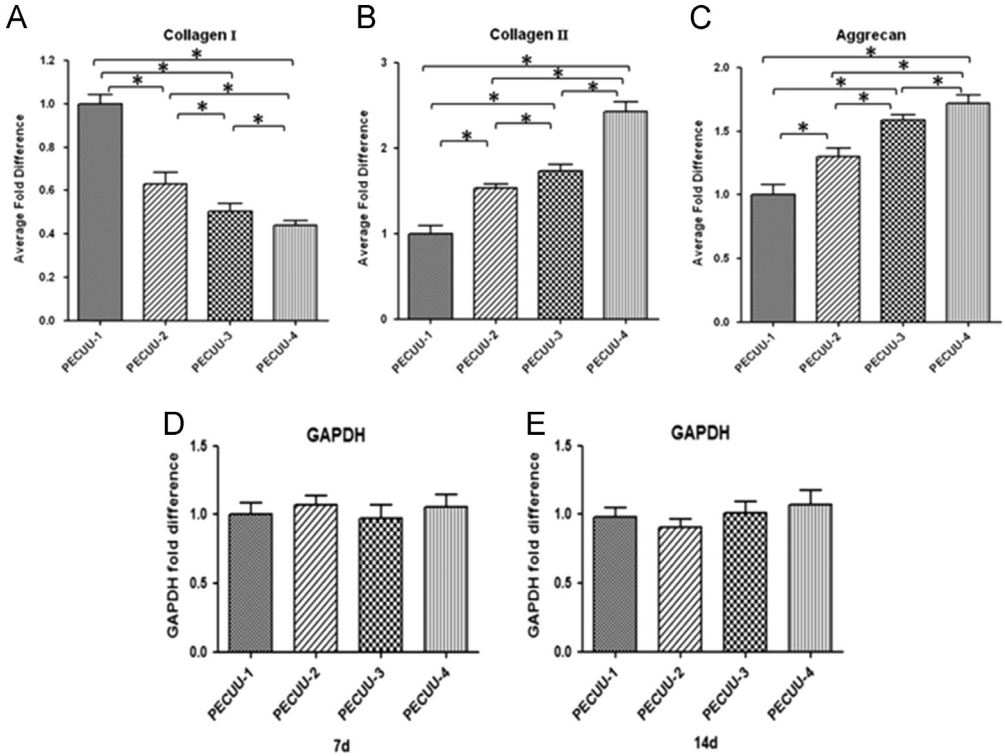 A
Collagen I
Average Fold Difference
1.2
1.0
0.8
0.6
0.4
0.2
0.0
* * * * * *
PECUU-1
PECUU-2
PECUU-3
PECUU-4
B
Collagen II
Average Fold Difference
3
2
1
0
* * * * * *
PECUU-1
PECUU-2
PECUU-3
PECUU-4
C
Aggrecan
Average Fold Difference
2.0
1.5
1.0
0.5
0.0
* * * * * *
PECUU-1
PECUU-2
PECUU-3
PECUU-4
D
GAPDH
GAPDH fold difference
1.5
1.0
0.5
0.0
PECUU-1
PECUU-2
PECUU-3
PECUU-4
7d
E
GAPDH
GAPDH fold difference
1.5
1.0
0.5
0.0
PECUU-1
PECUU-2
PECUU-3
PECUU-4
14d